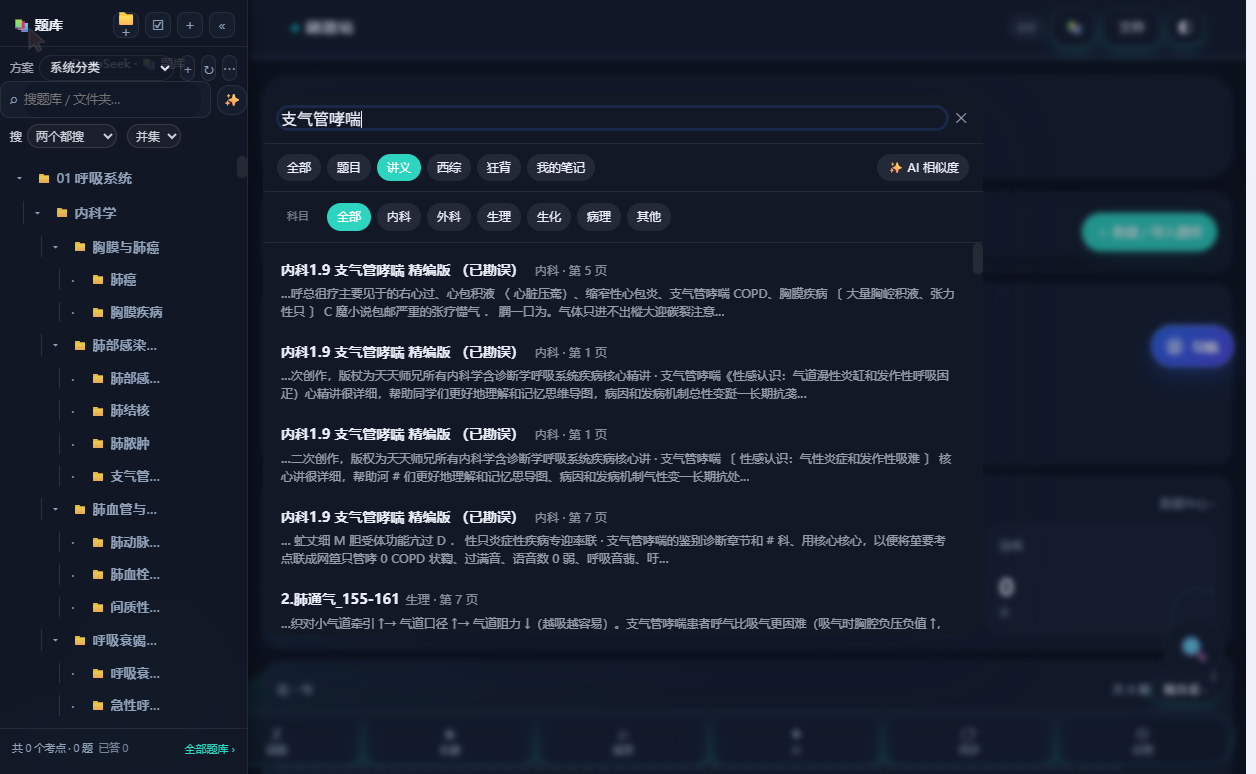 题库
+
+
«
方案
系统分类
+
↻
...
搜题库 / 文件夹...
搜
两个都搜
并集
01 呼吸系统
内科学
胸膜与肺癌
肺癌
胸膜疾病
肺部感染...
肺部感...
肺结核
肺脓肿
支气管...
肺血管与...
肺动脉...
肺血栓...
间质性...
呼吸衰竭...
呼吸衰...
急性呼...
共 0 个考点 · 0 题 已答 0
全部题库 ›
支气管哮喘
全部 题目 讲义 西综 狂背 我的笔记
AI 相似度
科目 全部 内科 外科 生理 生化 病理 其他
内科1.9 支气管哮喘 精编版 （已勘误） 内科 · 第 5 页
...呼总徂疗主要见于的右心过、心包积液 〈 心脏压塞）、缩窄性心包炎、支气管哮喘 COPD、胸膜疾病 〔 大量胸崆积液、张力
性只 〕 C 魔小说包邮严重的张疗慳气 . 膶一口为。气体只进不出樅大迎碳裂注意...
内科1.9 支气管哮喘 精编版 （已勘误） 内科 · 第 1 页
...次创作，版杖为天天师兄所有内科学含诊断学呼吸系统疾病核心精讲 · 支气管哮喘《性感认识：气道漫性炎缸和发作性呼吸困
疋）心精讲很详细，帮助同学们更好地理解和记忆思维导图，病因和发病机制总性变跹一长期抗戔...
内科1.9 支气管哮喘 精编版 （已勘误） 内科 · 第 1 页
...二次创作，版权为天天师兄所有内科学含诊断学呼吸系统疾病核心讲 · 支气管哮喘 〔 性感认识：气性炎症和发作性吸难 〕 核
心讲很详细，帮助河 # 们更好地理解和记忆思导图、病因和发病机制气性变一长期抗处...
内科1.9 支气管哮喘 精编版 （已勘误） 内科 · 第 7 页
... 虻丈细 M 胆受体功能亢过 D . 性只炎症性疾病专迎率联 · 支气管哮喘的鉴别诊断章节和 # 科、用核心核心，以便将堇要考
点联成网簹只管哮 0 COPD 状鞫、过满音、语音数 0 弱、呼吸音翡、吁...
2.肺通气_155-161 生理 · 第 7 页
...织对小气道牵引↑→ 气道口径↑→ 气道阻力↓（越吸越容易）。支气管哮喘患者呼气比吸气更困难（吸气时胸腔负压负值↑，
0